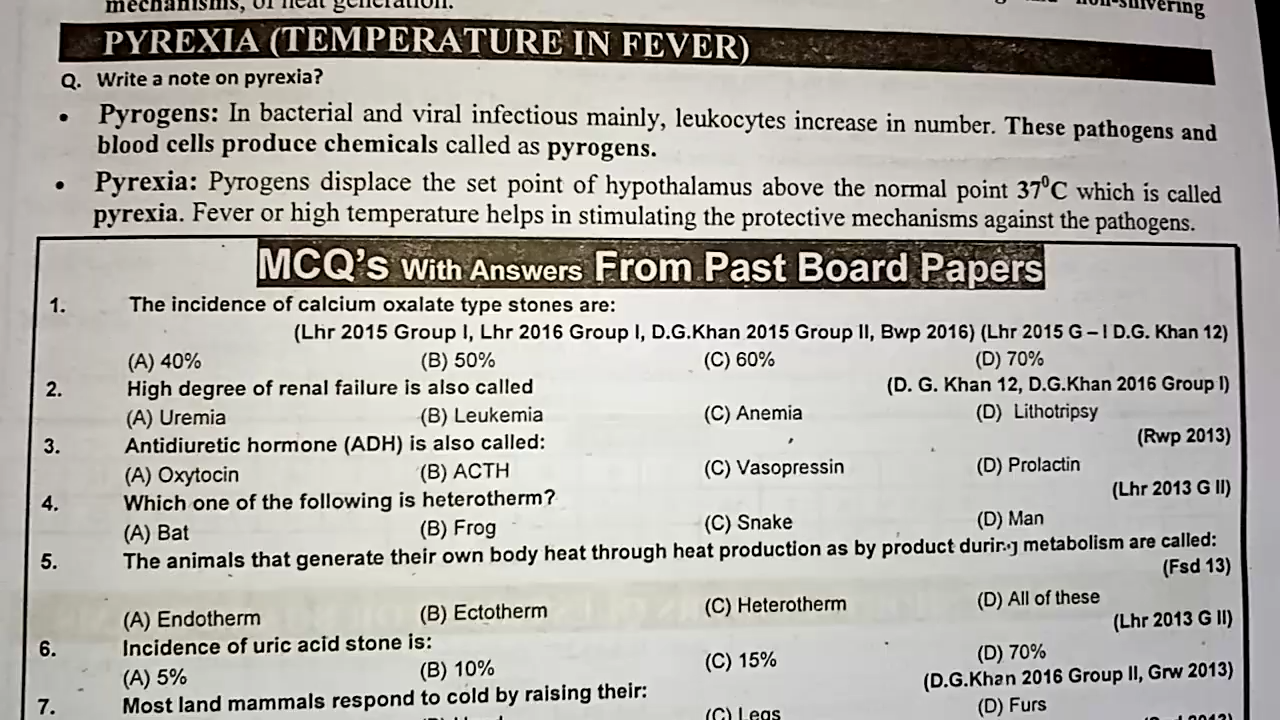 mechanisms, of heat generation. non-shivering
PYREXIA (TEMPERATURE IN FEVER)
Q. Write a note on pyrexia?
• Pyrogens: In bacterial and viral infectious mainly, leukocytes increase in number. These pathogens and
blood cells produce chemicals called as pyrogens.
• Pyrexia: Pyrogens displace the set point of hypothalamus above the normal point 37⁰C which is called
pyrexia. Fever or high temperature helps in stimulating the protective mechanisms against the pathogens.
MCQ's With Answers From Past Board Papers
1. The incidence of calcium oxalate type stones are:
(Lhr 2015 Group I, Lhr 2016 Group I, D.G.Khan 2015 Group II, Bwp 2016) (Lhr 2015 G – I D.G. Khan 12)
(A) 40% (B) 50% (C) 60% (D) 70%
2. High degree of renal failure is also called (D. G. Khan 12, D.G.Khan 2016 Group I)
(A) Uremia (B) Leukemia (C) Anemia (D) Lithotripsy
3. Antidiuretic hormone (ADH) is also called: (Rwp 2013)
(A) Oxytocin (B) ACTH (C) Vasopressin (D) Prolactin
4. Which one of the following is heterotherm? (Lhr 2013 G II)
(A) Bat (B) Frog (C) Snake (D) Man
5. The animals that generate their own body heat through heat production as by product during metabolism are called:
(Fsd 13)
(A) Endotherm (B) Ectotherm (C) Heterotherm (D) All of these
6. Incidence of uric acid stone is: (Lhr 2013 G II)
(A) 5% (B) 10% (C) 15% (D) 70%
7. Most land mammals respond to cold by raising their: (D.G.Khan 2016 Group II, Grw 2013)
(C) Legs (D) Furs